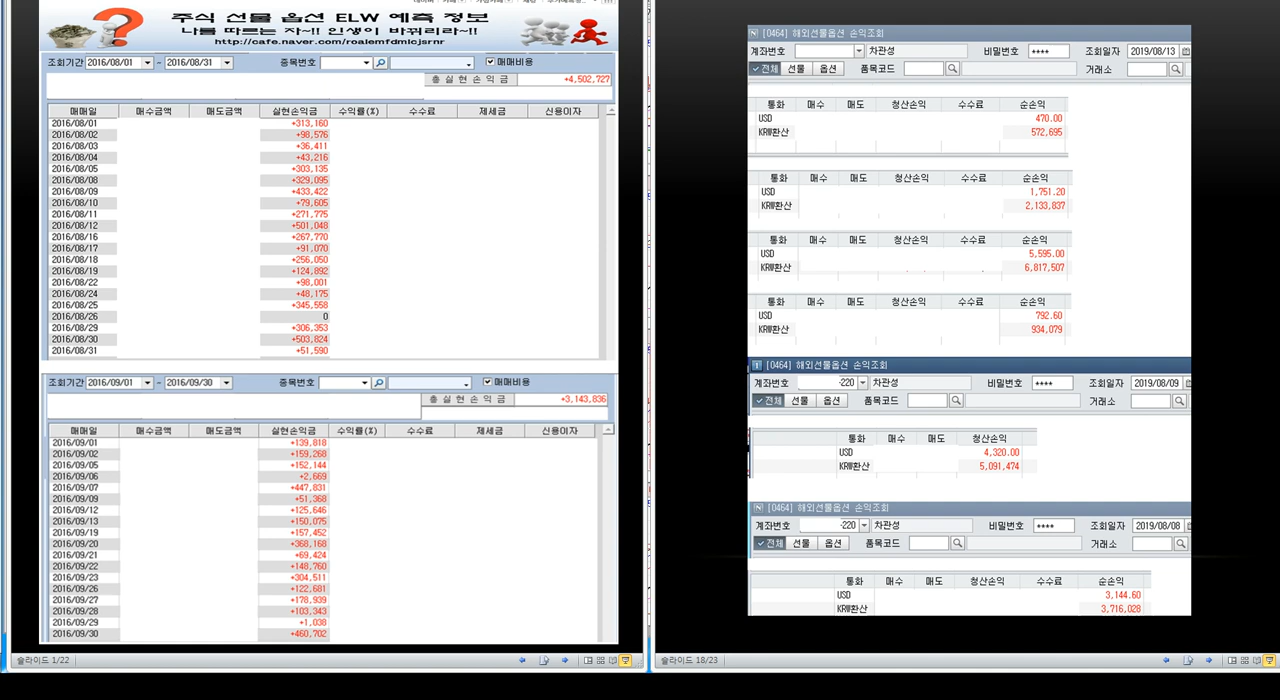 주식 선물 옵션 ELW 예측 정보
나를 따르는 자~!! 인생이 바뀌리라~!!
http://cafe.naver.com/roalemfdmlcjsrnr
조회기간 2016/08/01 - 2016/08/31 종목번호 매매비용
총 실 현 손 익 금 +4,502,727
매매일 매수금액 매도금액 실현손익금 수익률(%) 수수료 제세금 신용이자
2016/08/01 +313,160
2016/08/02 +98,576
2016/08/03 +36,411
2016/08/04 +43,216
2016/08/05 +303,135
2016/08/08 +329,095
2016/08/09 +433,422
2016/08/10 +79,605
2016/08/11 +271,775
2016/08/12 +501,048
2016/08/16 +267,770
2016/08/17 +91,070
2016/08/18 +256,050
2016/08/19 +124,892
2016/08/22 +98,001
2016/08/24 +48,175
2016/08/25 +345,558
2016/08/26 0
2016/08/29 +306,353
2016/08/30 +503,824
2016/08/31 +51,590
조회기간 2016/09/01 - 2016/09/30 종목번호 매매비용
총 실 현 손 익 금 +3,143,836
매매일 매수금액 매도금액 실현손익금 수익률(%) 수수료 제세금 신용이자
2016/09/01 +139,818
2016/09/02 +159,268
2016/09/05 +152,144
2016/09/06 +2,669
2016/09/07 +447,831
2016/09/09 +51,368
2016/09/12 +125,646
2016/09/13 +150,075
2016/09/19 +157,452
2016/09/20 +368,168
2016/09/21 +69,424
2016/09/22 +148,760
2016/09/23 +304,511
2016/09/26 +122,681
2016/09/27 +178,939
2016/09/28 +103,343
2016/09/29 +1,038
2016/09/30 +460,702
슬라이드 1/22
[0464] 해외선물옵션 손익조회
계좌번호 차관성 비밀번호 **** 조회일자 2019/08/13
전체 선물 옵션 품목코드 거래소
통화 매수 매도 청산손익 수수료 순손익
USD 470.00
KRW환산 572,695
통화 매수 매도 청산손익 수수료 순손익
USD 1,751.20
KRW환산 2,133,837
통화 매수 매도 청산손익 수수료 순손익
USD 5,595.00
KRW환산 6,817,507
통화 매수 매도 청산손익 수수료 순손익
USD 792.60
KRW환산 934,079
[0464] 해외선물옵션 손익조회
계좌번호 -220 차관성 비밀번호 **** 조회일자 2019/08/09
전체 선물 옵션 품목코드 거래소
통화 매수 매도 청산손익
USD 4,320.00
KRW환산 5,091,474
[0464] 해외선물옵션 손익조회
계좌번호 -220 차관성 비밀번호 **** 조회일자 2019/08/08
전체 선물 옵션 품목코드 거래소
통화 매수 매도 청산손익 수수료 순손익
USD 3,144.60
KRW환산 3,716,028
슬라이드 18/23